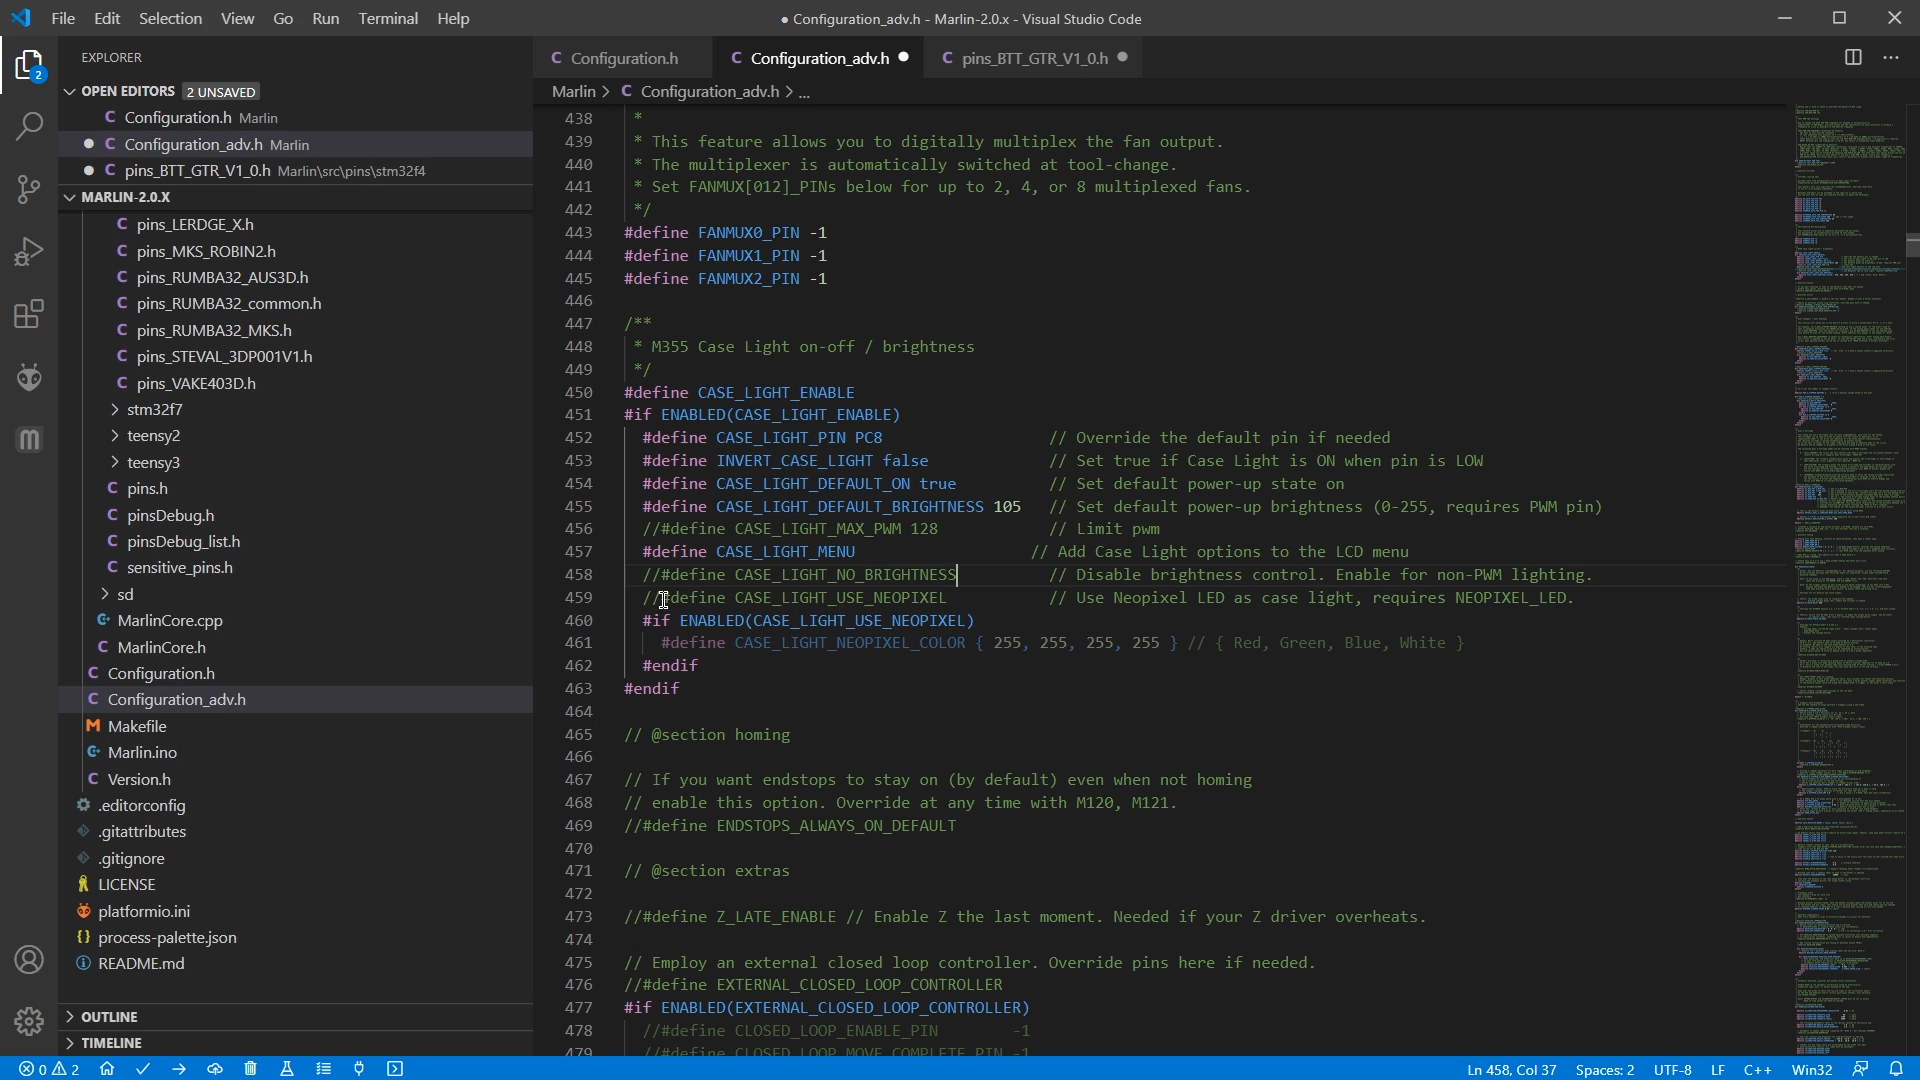 File Edit Selection View Go Run Terminal Help
● Configuration_adv.h - Marlin-2.0.x - Visual Studio Code
EXPLORER
OPEN EDITORS 2 UNSAVED
C Configuration.h Marlin
● C Configuration_adv.h Marlin
● C pins_BTT_GTR_V1_0.h Marlin\src\pins\stm32f4
MARLIN-2.0.X
C pins_LERDGE_X.h
C pins_MKS_ROBIN2.h
C pins_RUMBA32_AUS3D.h
C pins_RUMBA32_common.h
C pins_RUMBA32_MKS.h
C pins_STEVAL_3DP001V1.h
C pins_VAKE403D.h
> stm32f7
> teensy2
> teensy3
C pins.h
C pinsDebug.h
C pinsDebug_list.h
C sensitive_pins.h
> sd
MarlinCore.cpp
C MarlinCore.h
C Configuration.h
C Configuration_adv.h
M Makefile
Marlin.ino
C Version.h
.editorconfig
.gitattributes
.gitignore
LICENSE
platformio.ini
{} process-palette.json
README.md
> OUTLINE
> TIMELINE
2
C Configuration.h
C Configuration_adv.h ●
C pins_BTT_GTR_V1_0.h ●
Marlin > C Configuration_adv.h > ...
438 *
439 * This feature allows you to digitally multiplex the fan output.
440 * The multiplexer is automatically switched at tool-change.
441 * Set FANMUX[012]_PINs below for up to 2, 4, or 8 multiplexed fans.
442 */
443 #define FANMUX0_PIN -1
444 #define FANMUX1_PIN -1
445 #define FANMUX2_PIN -1
446
447 /**
448 * M355 Case Light on-off / brightness
449 */
450 #define CASE_LIGHT_ENABLE
451 #if ENABLED(CASE_LIGHT_ENABLE)
452 #define CASE_LIGHT_PIN PC8 // Override the default pin if needed
453 #define INVERT_CASE_LIGHT false // Set true if Case Light is ON when pin is LOW
454 #define CASE_LIGHT_DEFAULT_ON true // Set default power-up state on
455 #define CASE_LIGHT_DEFAULT_BRIGHTNESS 105 // Set default power-up brightness (0-255, requires PWM pin)
456 //#define CASE_LIGHT_MAX_PWM 128 // Limit pwm
457 #define CASE_LIGHT_MENU // Add Case Light options to the LCD menu
458 //#define CASE_LIGHT_NO_BRIGHTNESS // Disable brightness control. Enable for non-PWM lighting.
459 //#define CASE_LIGHT_USE_NEOPIXEL // Use Neopixel LED as case light, requires NEOPIXEL_LED.
460 #if ENABLED(CASE_LIGHT_USE_NEOPIXEL)
461 #define CASE_LIGHT_NEOPIXEL_COLOR { 255, 255, 255, 255 } // { Red, Green, Blue, White }
462 #endif
463 #endif
464
465 // @section homing
466
467 // If you want endstops to stay on (by default) even when not homing
468 // enable this option. Override at any time with M120, M121.
469 //#define ENDSTOPS_ALWAYS_ON_DEFAULT
470
471 // @section extras
472
473 //#define Z_LATE_ENABLE // Enable Z the last moment. Needed if your Z driver overheats.
474
475 // Employ an external closed loop controller. Override pins here if needed.
476 //#define EXTERNAL_CLOSED_LOOP_CONTROLLER
477 #if ENABLED(EXTERNAL_CLOSED_LOOP_CONTROLLER)
478 //#define CLOSED_LOOP_ENABLE_PIN -1
479 //#define CLOSED_LOOP_MOVE_COMPLETE_PIN -1
0 2
Ln 458, Col 37 Spaces: 2 UTF-8 LF C++ Win32